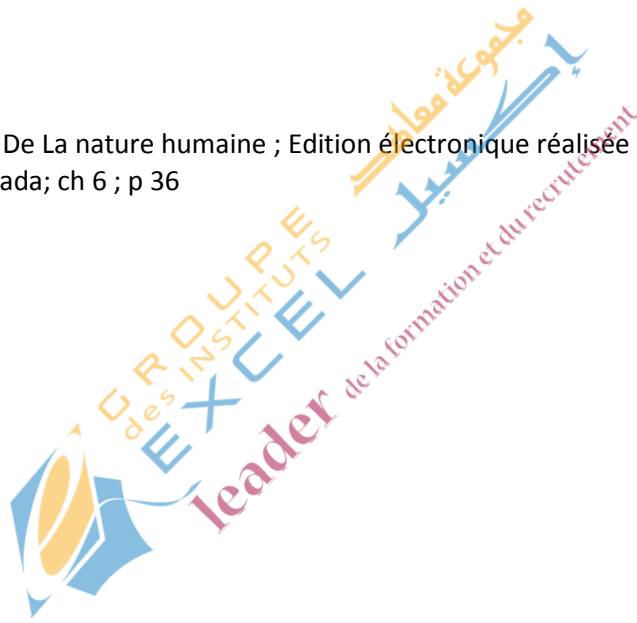 De La nature humaine ; Edition électronique réalisée
ada; ch 6 ; p 36
مجموعة معاهد
إكسيل
GROUPE
des INSTITUTS
EXCEL
leader de la formation et du recrutement